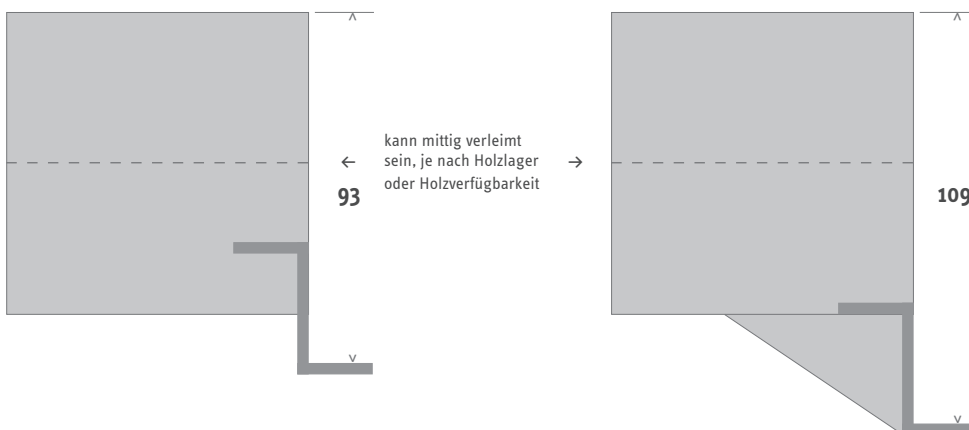 kann mittig verleimt
← sein, je nach Holzlager →
oder Holzverfügbarkeit
93
109